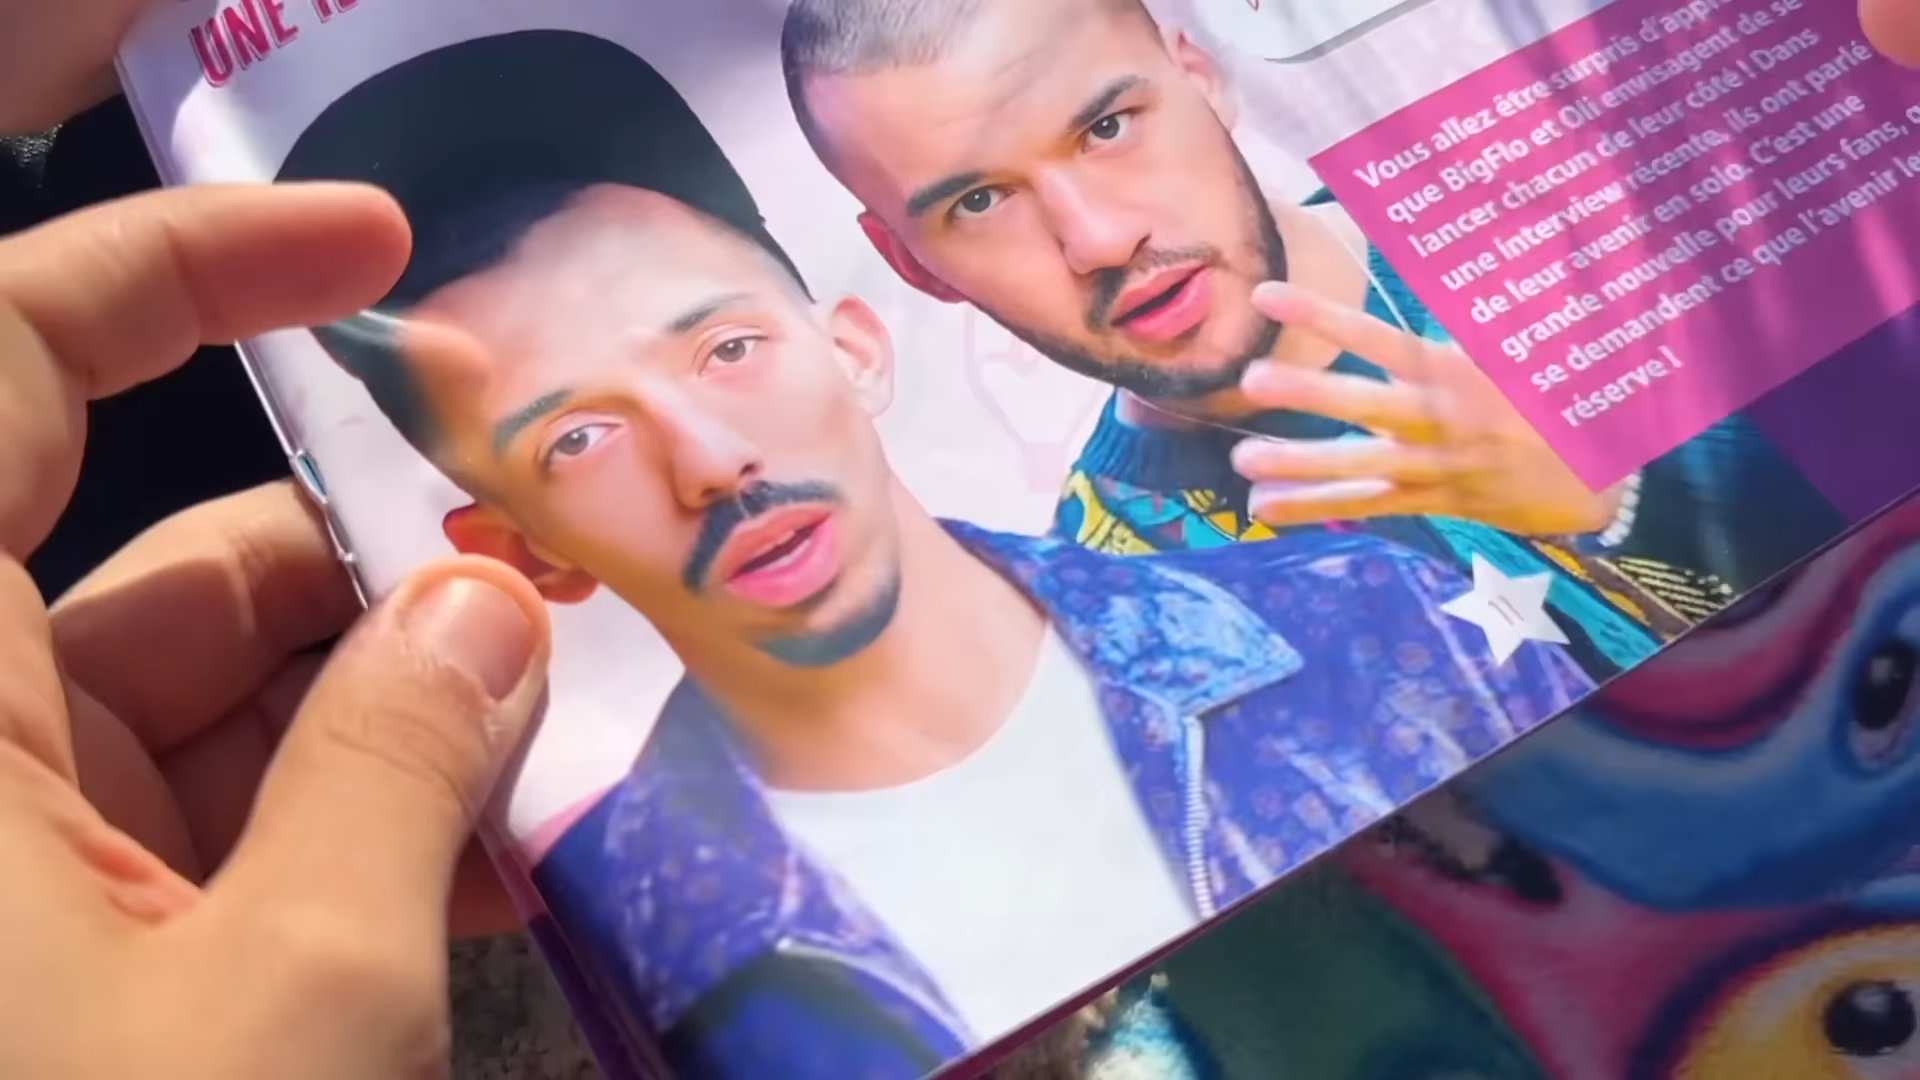 UNE
Vous allez être surpris
que BigFlo et Oli envisagent de se
lancer chacun de leur côté ! Dans
une interview récente, ils ont parlé
de leur avenir en solo. C'est une
grande nouvelle pour leurs fans,
se demandent ce que l'avenir
réserve !
11